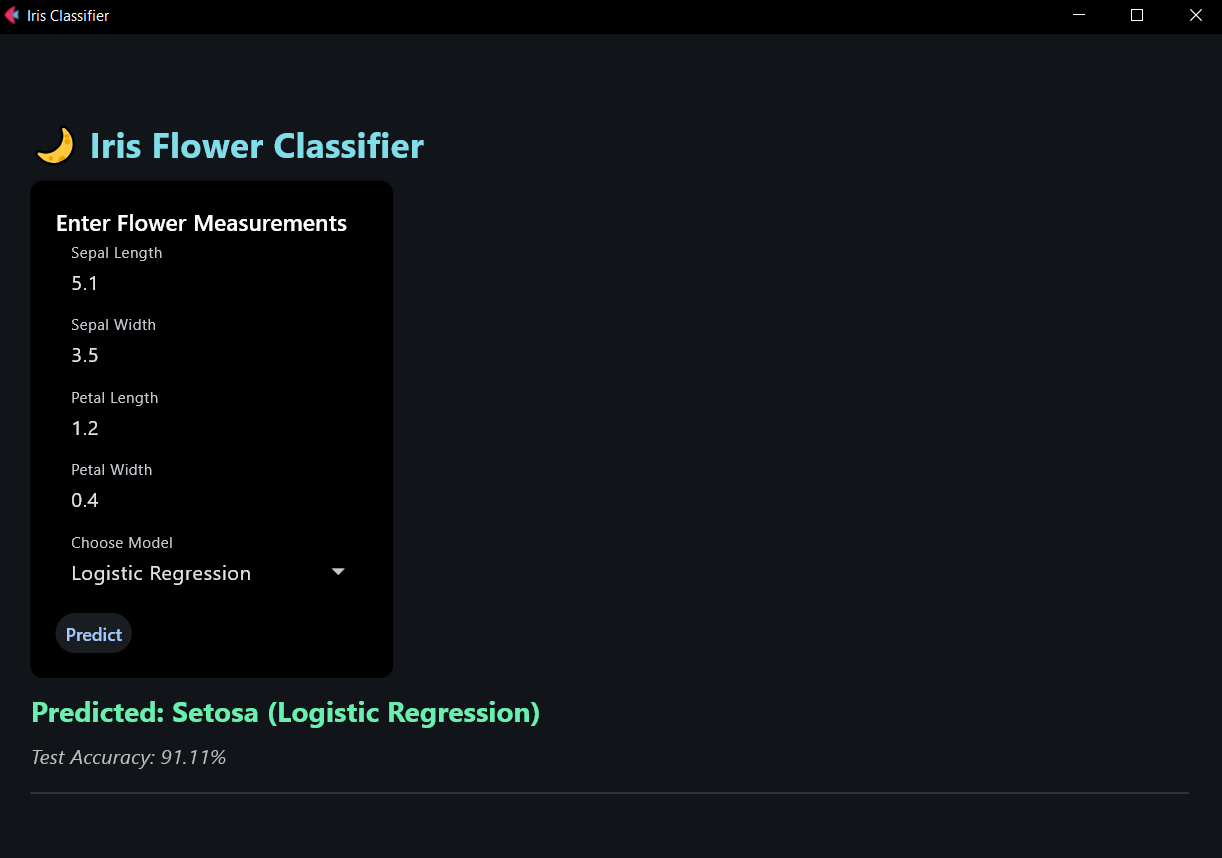 Iris Classifier
🌙 Iris Flower Classifier
Enter Flower Measurements
Sepal Length
5.1
Sepal Width
3.5
Petal Length
1.2
Petal Width
0.4
Choose Model
Logistic Regression
Predict
Predicted: Setosa (Logistic Regression)
Test Accuracy: 91.11%